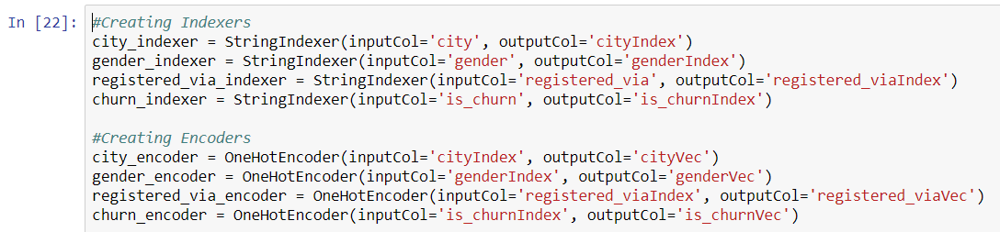 In [22]:
#Creating Indexers
city_indexer = StringIndexer(inputCol='city', outputCol='cityIndex')
gender_indexer = StringIndexer(inputCol='gender', outputCol='genderIndex')
registered_via_indexer = StringIndexer(inputCol='registered_via', outputCol='registered_viaIndex')
churn_indexer = StringIndexer(inputCol='is_churn', outputCol='is_churnIndex')

#Creating Encoders
city_encoder = OneHotEncoder(inputCol='cityIndex', outputCol='cityVec')
gender_encoder = OneHotEncoder(inputCol='genderIndex', outputCol='genderVec')
registered_via_encoder = OneHotEncoder(inputCol='registered_viaIndex', outputCol='registered_viaVec')
churn_encoder = OneHotEncoder(inputCol='is_churnIndex', outputCol='is_churnVec')